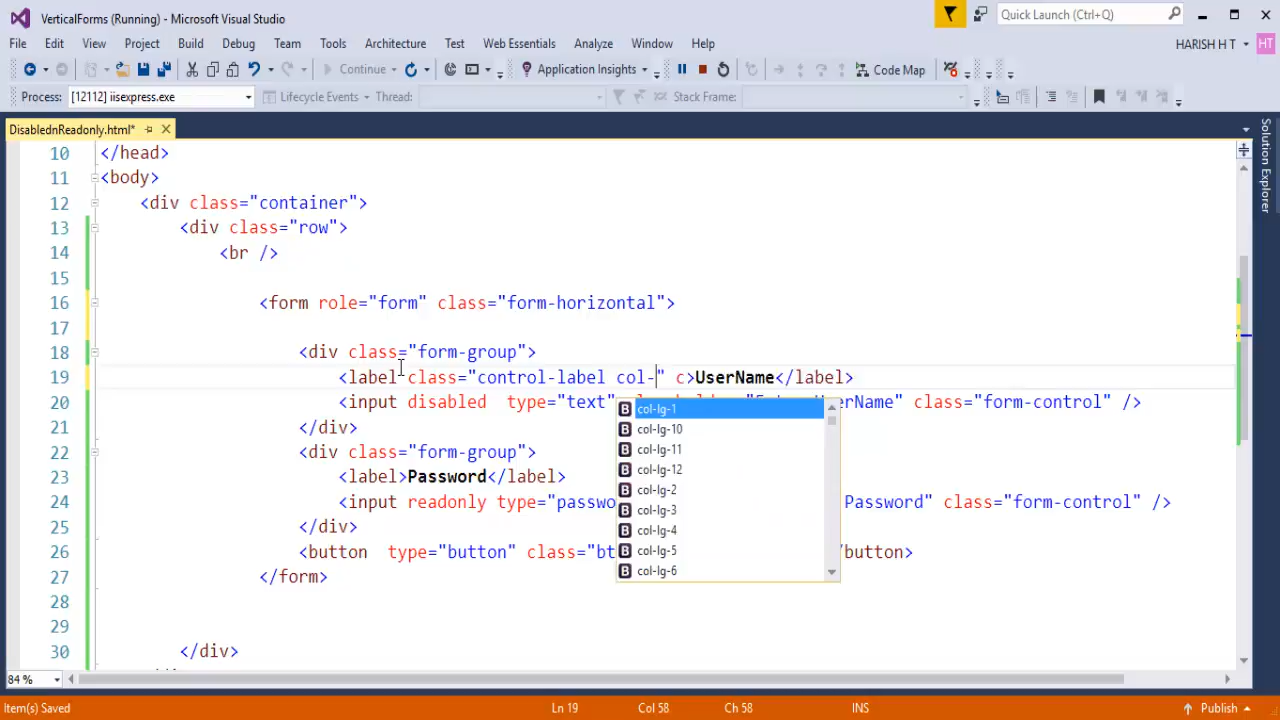 VerticalForms (Running) - Microsoft Visual Studio
Quick Launch (Ctrl+Q)
File Edit View Project Build Debug Team Tools Architecture Test Web Essentials Analyze Window Help
HARISH H T HT
Continue Application Insights Code Map
Process: [12112] iisexpress.exe Lifecycle Events Thread: Stack Frame:
DisablednReadonly.html*
Solution Explorer
10 </head>
11 <body>
12 <div class="container">
13 <div class="row">
14 <br />
15
16 <form role="form" class="form-horizontal">
17
18 <div class="form-group">
19 <label class="control-label col-" c>UserName</label>
20 <input disabled type="text" UserName" class="form-control" />
21 </div>
22 <div class="form-group">
23 <label>Password</label>
24 <input readonly type="passwo Password" class="form-control" />
25 </div>
26 <button type="button" class="bt /button>
27 </form>
28
29
30 </div>
col-lg-1
col-lg-10
col-lg-11
col-lg-12
col-lg-2
col-lg-3
col-lg-4
col-lg-5
col-lg-6
84 %
Item(s) Saved Ln 19 Col 58 Ch 58 INS Publish